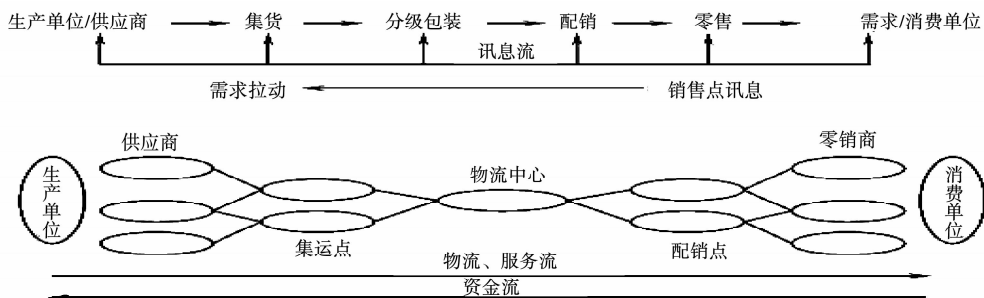 生产单位/供应商 集货 分级包装 配销 零售 需求/消费单位
讯息流
需求拉动 销售点讯息
供应商 零销商
生产单位 物流中心 消费单位
集运点 配销点
物流、服务流
资金流